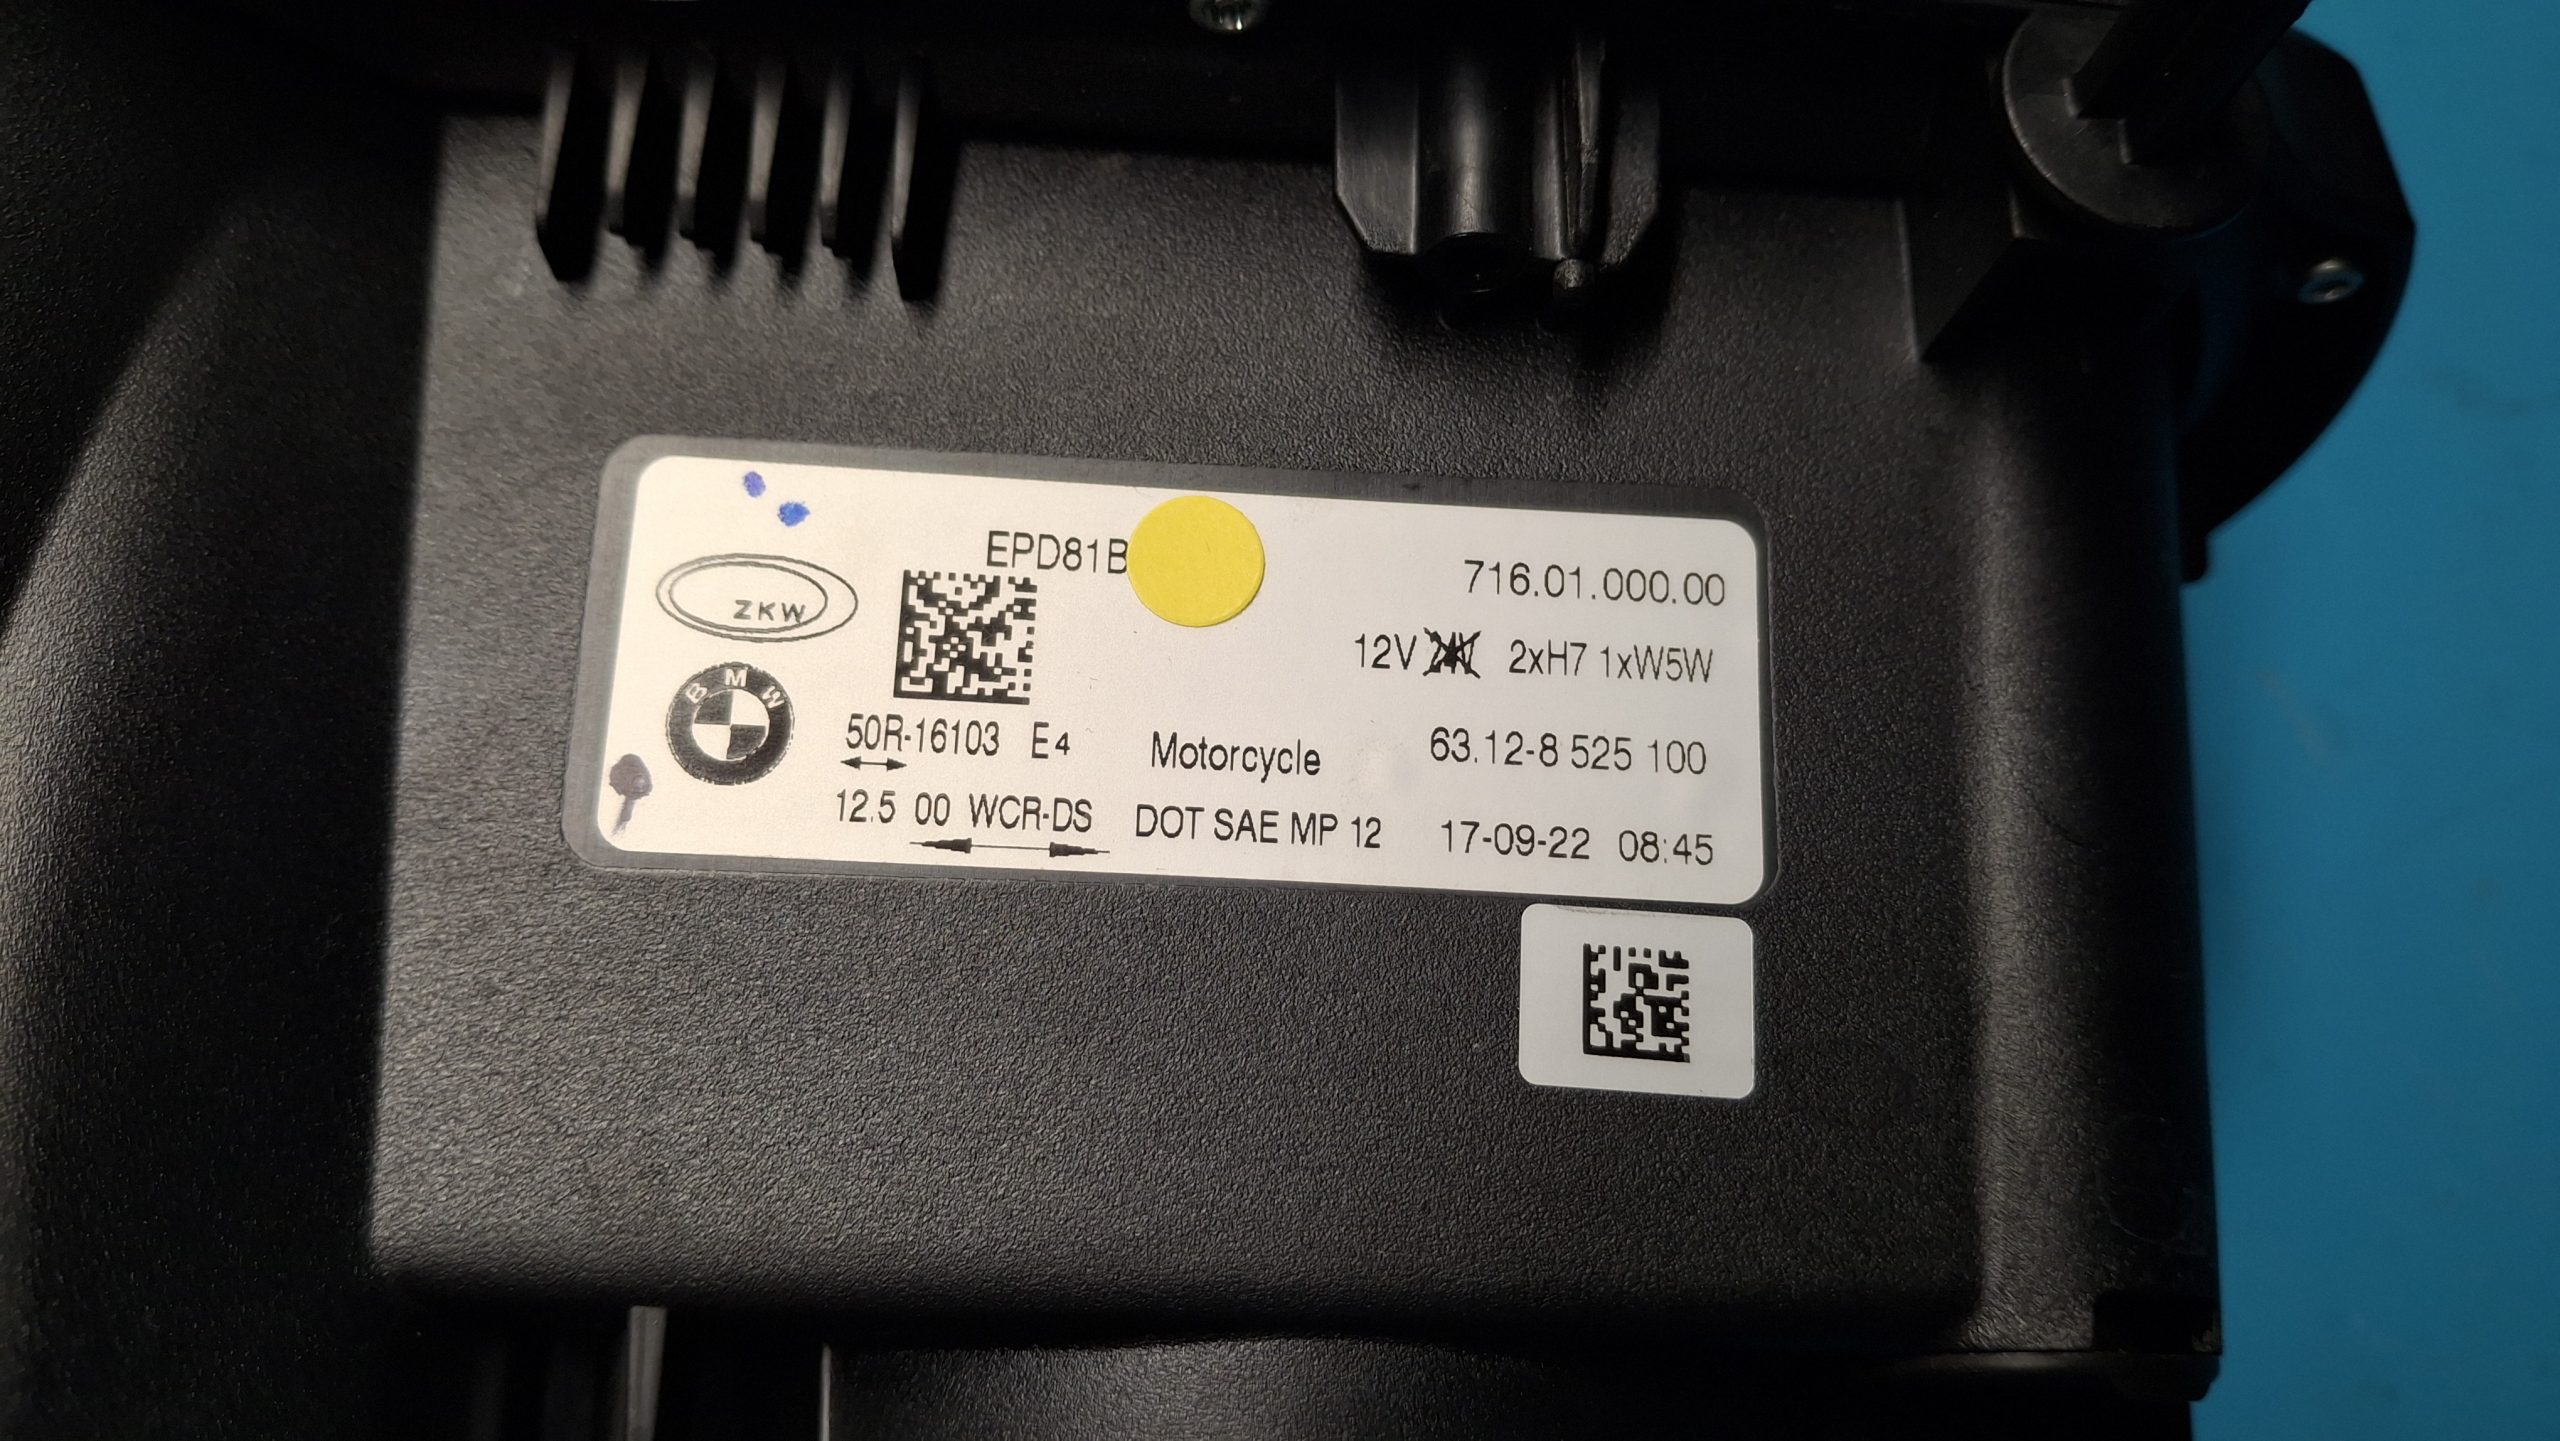 EPD81B
716.01.000.00
ZKW
12V 2xH7 1xW5W
BMW
50R-16103 E4 Motorcycle 63.12-8 525 100
12.5 00 WCR-DS DOT SAE MP 12 17-09-22 08:45